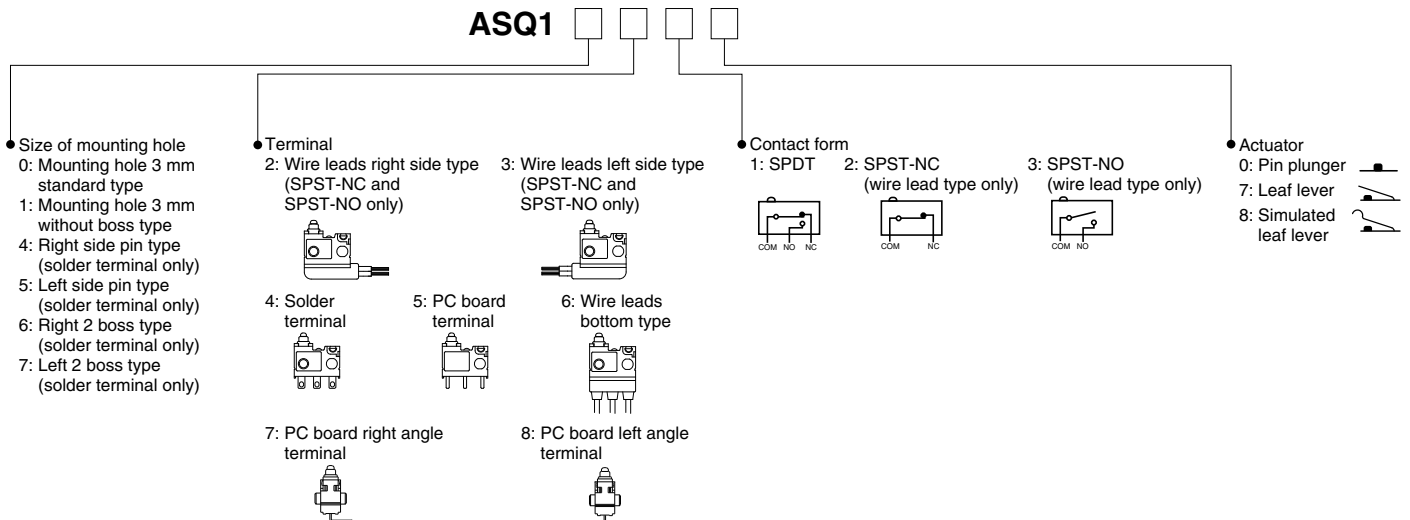 ASQ1
Size of mounting hole
0: Mounting hole 3 mm
standard type
1: Mounting hole 3 mm
without boss type
4: Right side pin type
(solder terminal only)
5: Left side pin type
(solder terminal only)
6: Right 2 boss type
(solder terminal only)
7: Left 2 boss type
(solder terminal only)
Terminal
2: Wire leads right side type
(SPST-NC and
SPST-NO only)
3: Wire leads left side type
(SPST-NC and
SPST-NO only)
4: Solder
terminal
5: PC board
terminal
6: Wire leads
bottom type
7: PC board right angle
terminal
8: PC board left angle
terminal
Contact form
1: SPDT
COM NO NC
2: SPST-NC
(wire lead type only)
COM NC
3: SPST-NO
(wire lead type only)
COM NO
Actuator
0: Pin plunger
7: Leaf lever
8: Simulated
leaf lever